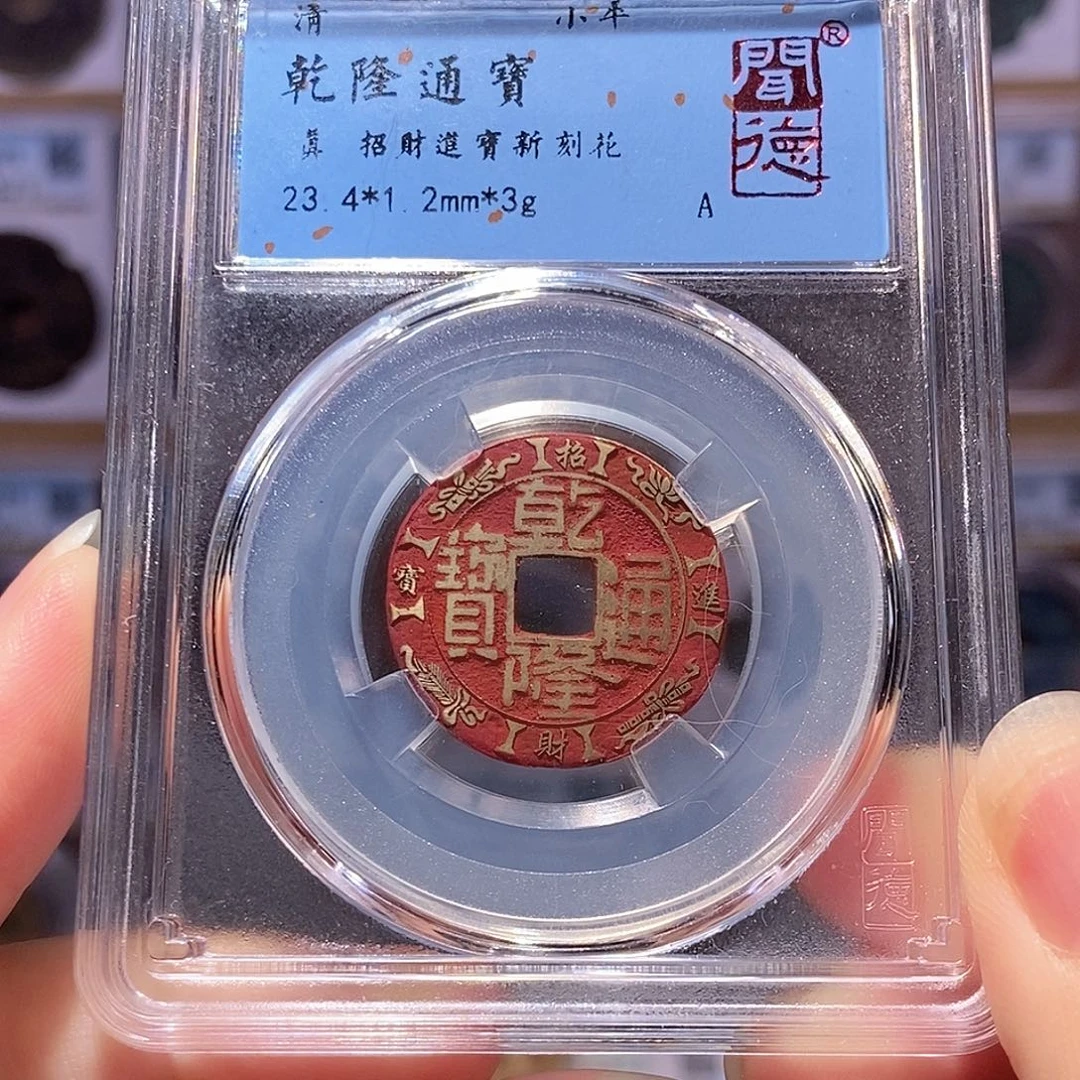 清 小平
乾隆通寶
真 招財進寶新刻花
23.4*1.2mm*3g A
聞德®
乾隆通寶
招財進寶
聞德